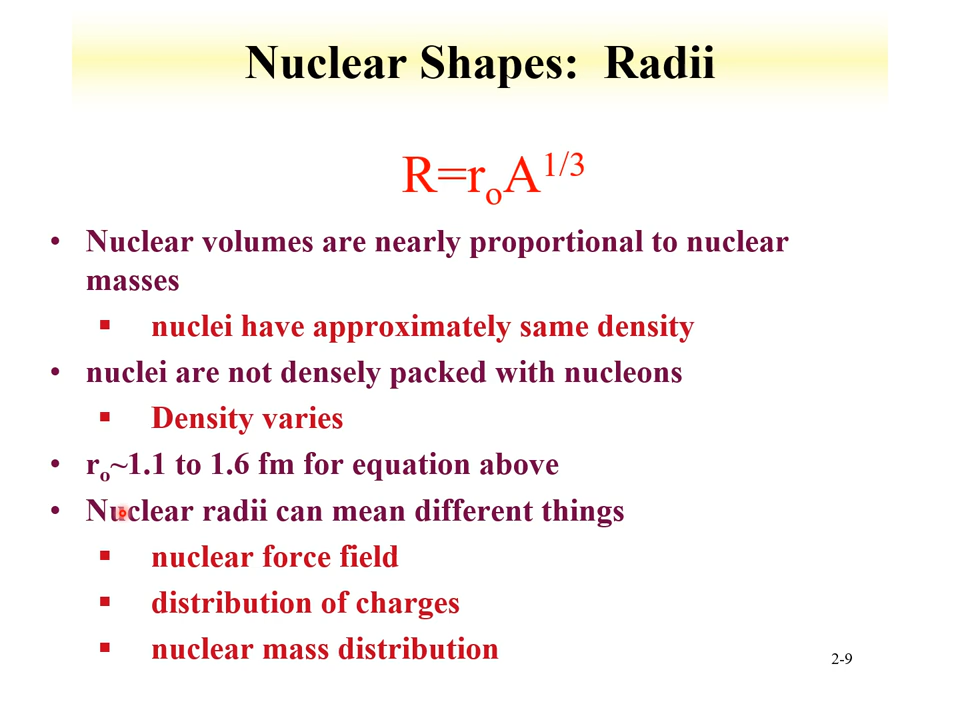 Nuclear Shapes: Radii
R=roA1/3
• Nuclear volumes are nearly proportional to nuclear
masses
▪ nuclei have approximately same density
• nuclei are not densely packed with nucleons
▪ Density varies
• ro~1.1 to 1.6 fm for equation above
• Nuclear radii can mean different things
▪ nuclear force field
▪ distribution of charges
▪ nuclear mass distribution
2-9